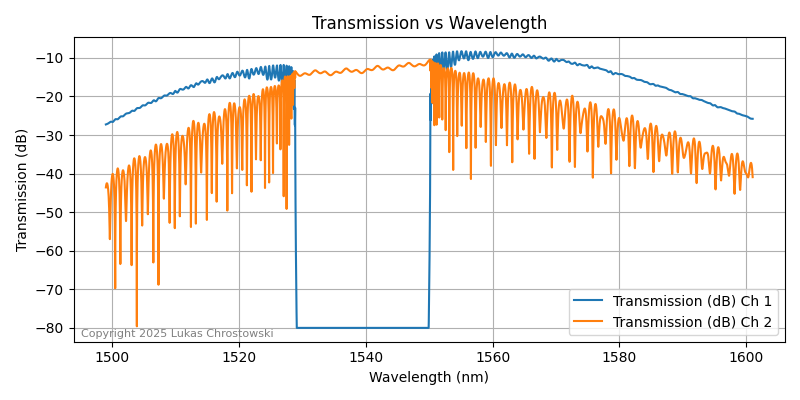 Transmission vs Wavelength
Transmission (dB)
−10
−20
−30
−40
−50
−60
−70
−80
Transmission (dB) Ch 1
Transmission (dB) Ch 2
Copyright 2025 Lukas Chrostowski
1500 1520 1540 1560 1580 1600
Wavelength (nm)